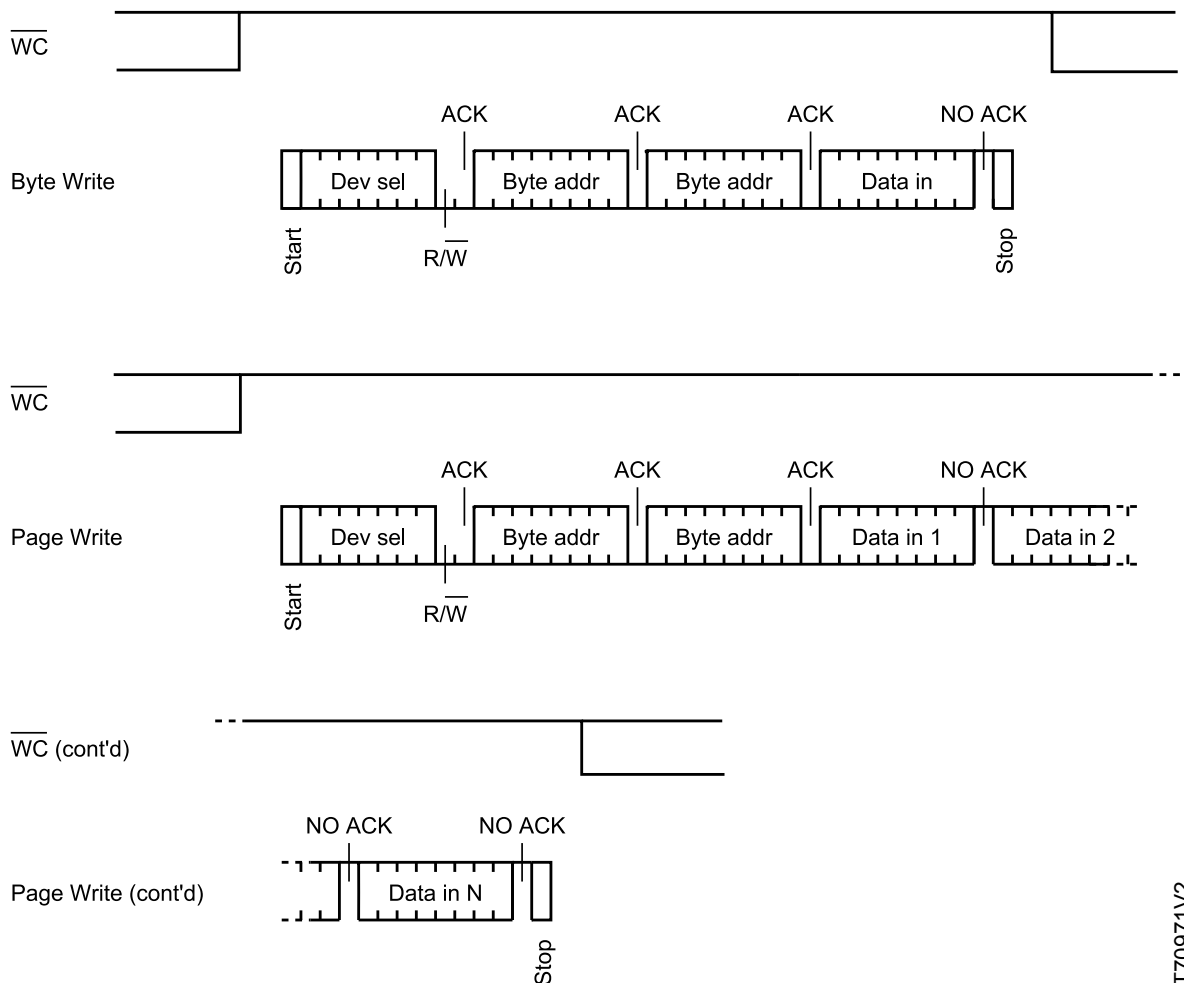 WC
ACK ACK ACK NO ACK
Byte Write Dev sel Byte addr Byte addr Data in
Start R/W Stop
WC
ACK ACK ACK NO ACK
Page Write Dev sel Byte addr Byte addr Data in 1 Data in 2
Start R/W
WC (cont'd)
NO ACK NO ACK
Page Write (cont'd) Data in N
Stop